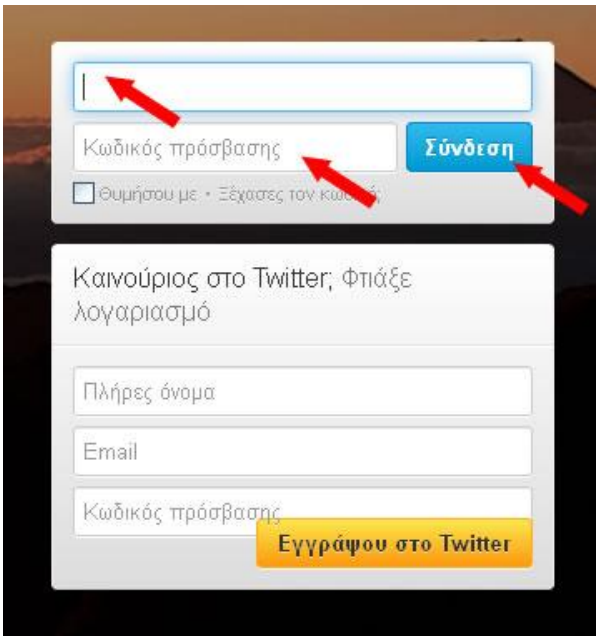 Κωδικός πρόσβασης
Σύνδεση
Θυμήσου με · Ξέχασες τον κωδικό;
Καινούριος στο Twitter; Φτιάξε
λογαριασμό
Πλήρες όνομα
Email
Κωδικός πρόσβασης
Εγγράψου στο Twitter